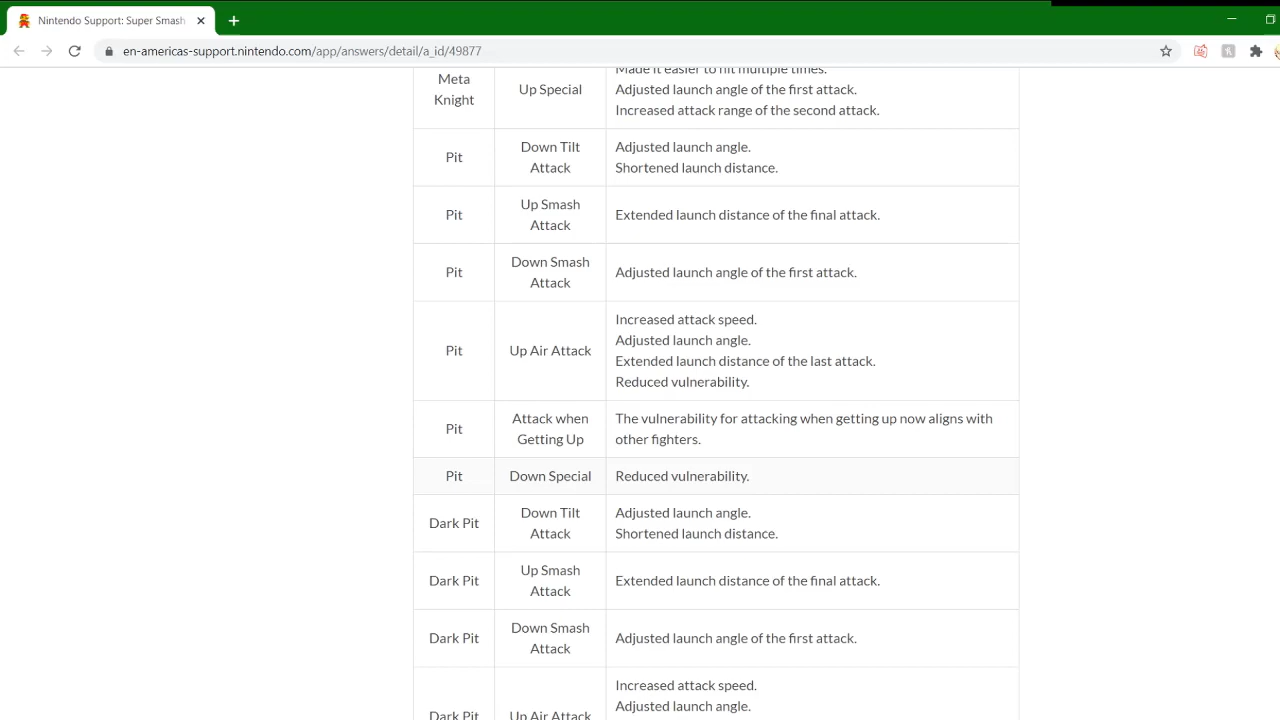 Nintendo Support: Super Smash
en-americas-support.nintendo.com/app/answers/detail/a_id/49877
Made it easier to hit multiple times.
Meta
Knight
Up Special
Adjusted launch angle of the first attack.
Increased attack range of the second attack.
Pit
Down Tilt
Attack
Adjusted launch angle.
Shortened launch distance.
Pit
Up Smash
Attack
Extended launch distance of the final attack.
Pit
Down Smash
Attack
Adjusted launch angle of the first attack.
Pit
Up Air Attack
Increased attack speed.
Adjusted launch angle.
Extended launch distance of the last attack.
Reduced vulnerability.
Pit
Attack when
Getting Up
The vulnerability for attacking when getting up now aligns with
other fighters.
Pit
Down Special
Reduced vulnerability.
Dark Pit
Down Tilt
Attack
Adjusted launch angle.
Shortened launch distance.
Dark Pit
Up Smash
Attack
Extended launch distance of the final attack.
Dark Pit
Down Smash
Attack
Adjusted launch angle of the first attack.
Dark Pit
Up Air Attack
Increased attack speed.
Adjusted launch angle.